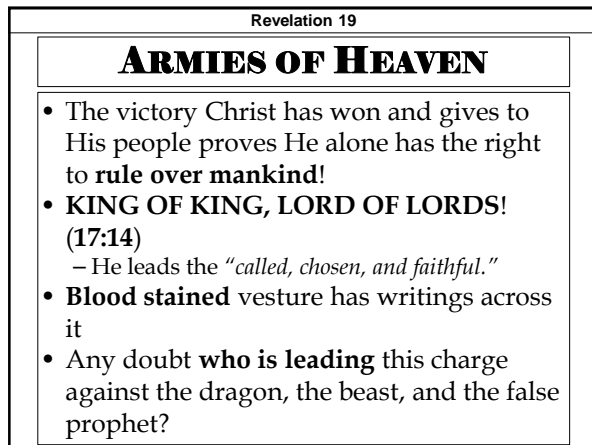 Revelation 19
ARMIES OF HEAVEN
• The victory Christ has won and gives to
His people proves He alone has the right
to rule over mankind!
• KING OF KING, LORD OF LORDS!
(17:14)
– He leads the “called, chosen, and faithful.”
• Blood stained vesture has writings across
it
• Any doubt who is leading this charge
against the dragon, the beast, and the false
prophet?